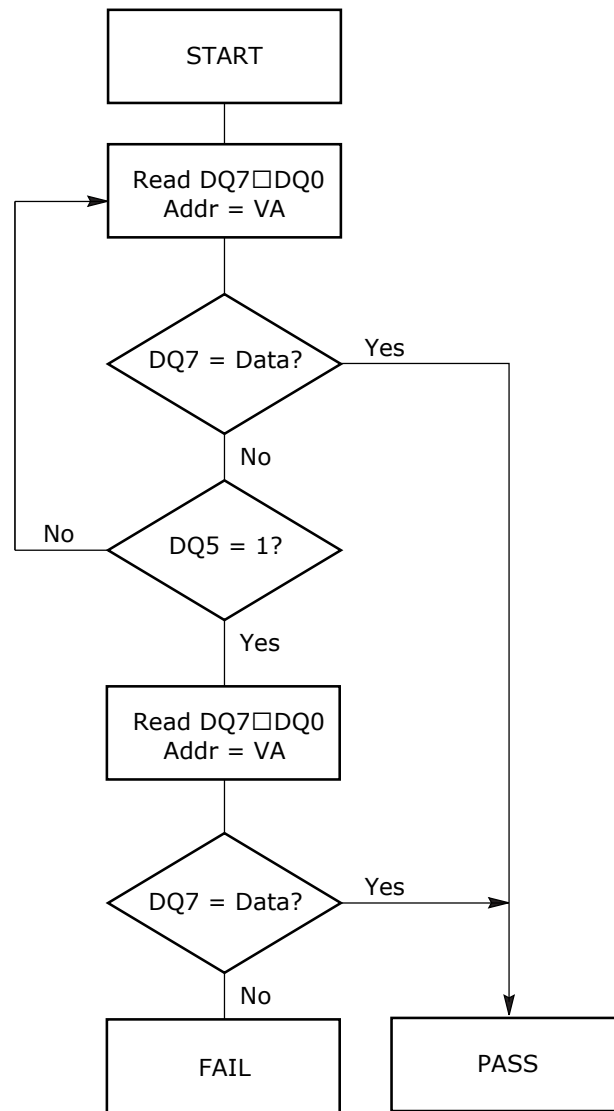 START
Read DQ7□DQ0
Addr = VA
DQ7 = Data?
Yes
No
No
DQ5 = 1?
Yes
Read DQ7□DQ0
Addr = VA
DQ7 = Data?
Yes
No
FAIL
PASS